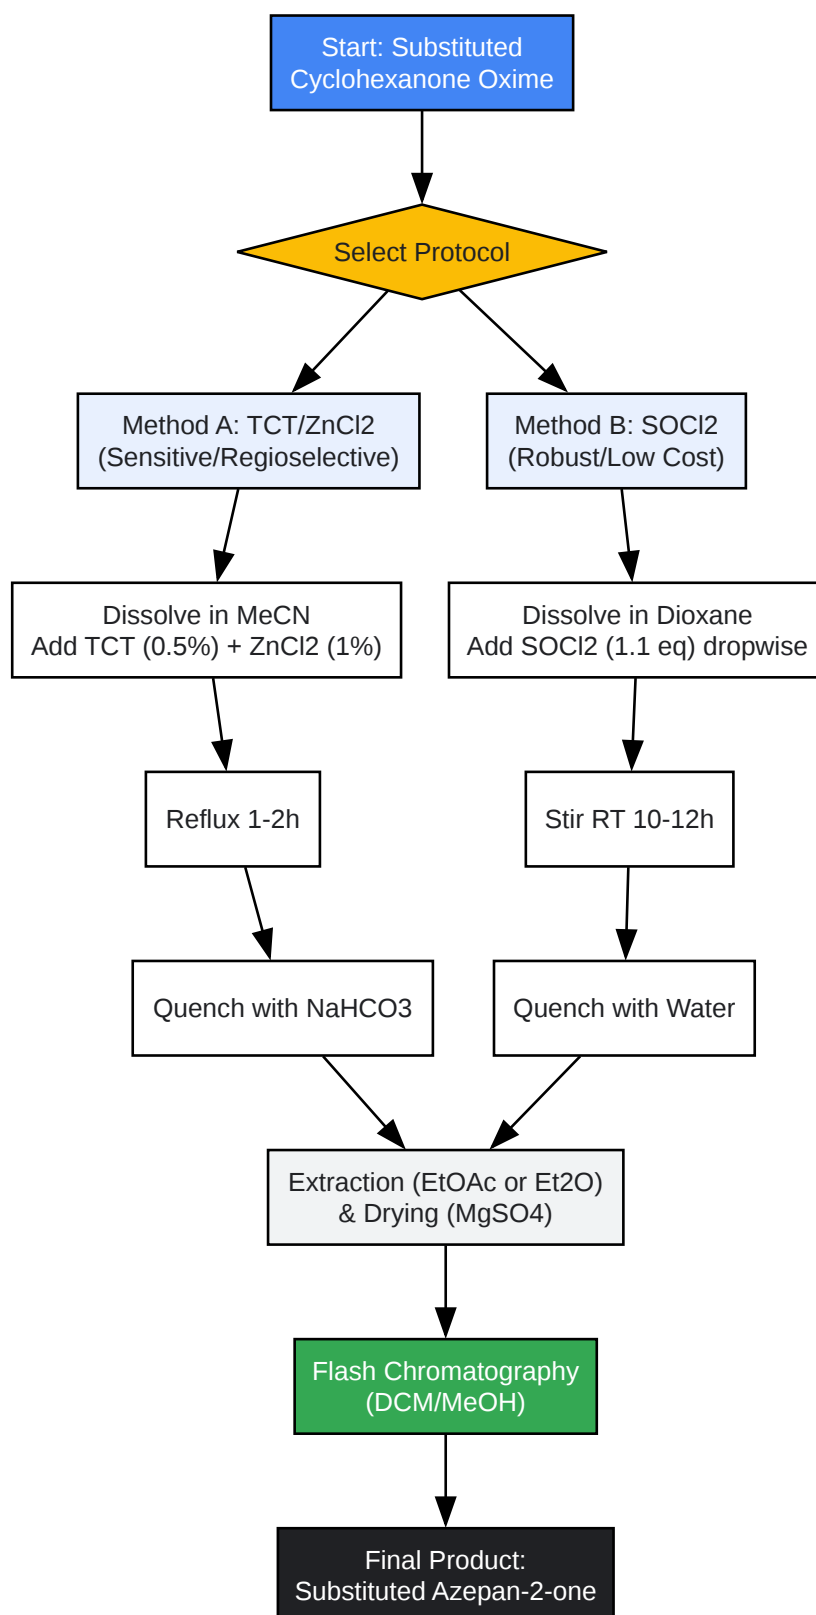 Start: Substituted
Cyclohexanone Oxime
Select Protocol
Method A: TCT/ZnCl2
(Sensitive/Regioselective)
Method B: SOCl2
(Robust/Low Cost)
Dissolve in MeCN
Add TCT (0.5%) + ZnCl2 (1%)
Dissolve in Dioxane
Add SOCl2 (1.1 eq) dropwise
Reflux 1-2h
Stir RT 10-12h
Quench with NaHCO3
Quench with Water
Extraction (EtOAc or Et2O)
& Drying (MgSO4)
Flash Chromatography
(DCM/MeOH)
Final Product:
Substituted Azepan-2-one